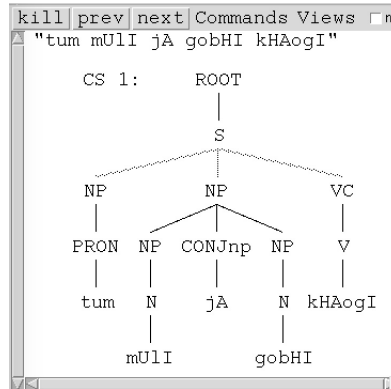 kill prev next Commands Views
"tum mUlI jA gobHI kHAogI"
CS 1: ROOT
S
NP NP VC
PRON NP CONJnp NP V
tum N jA N kHAogI
mUlI gobHI